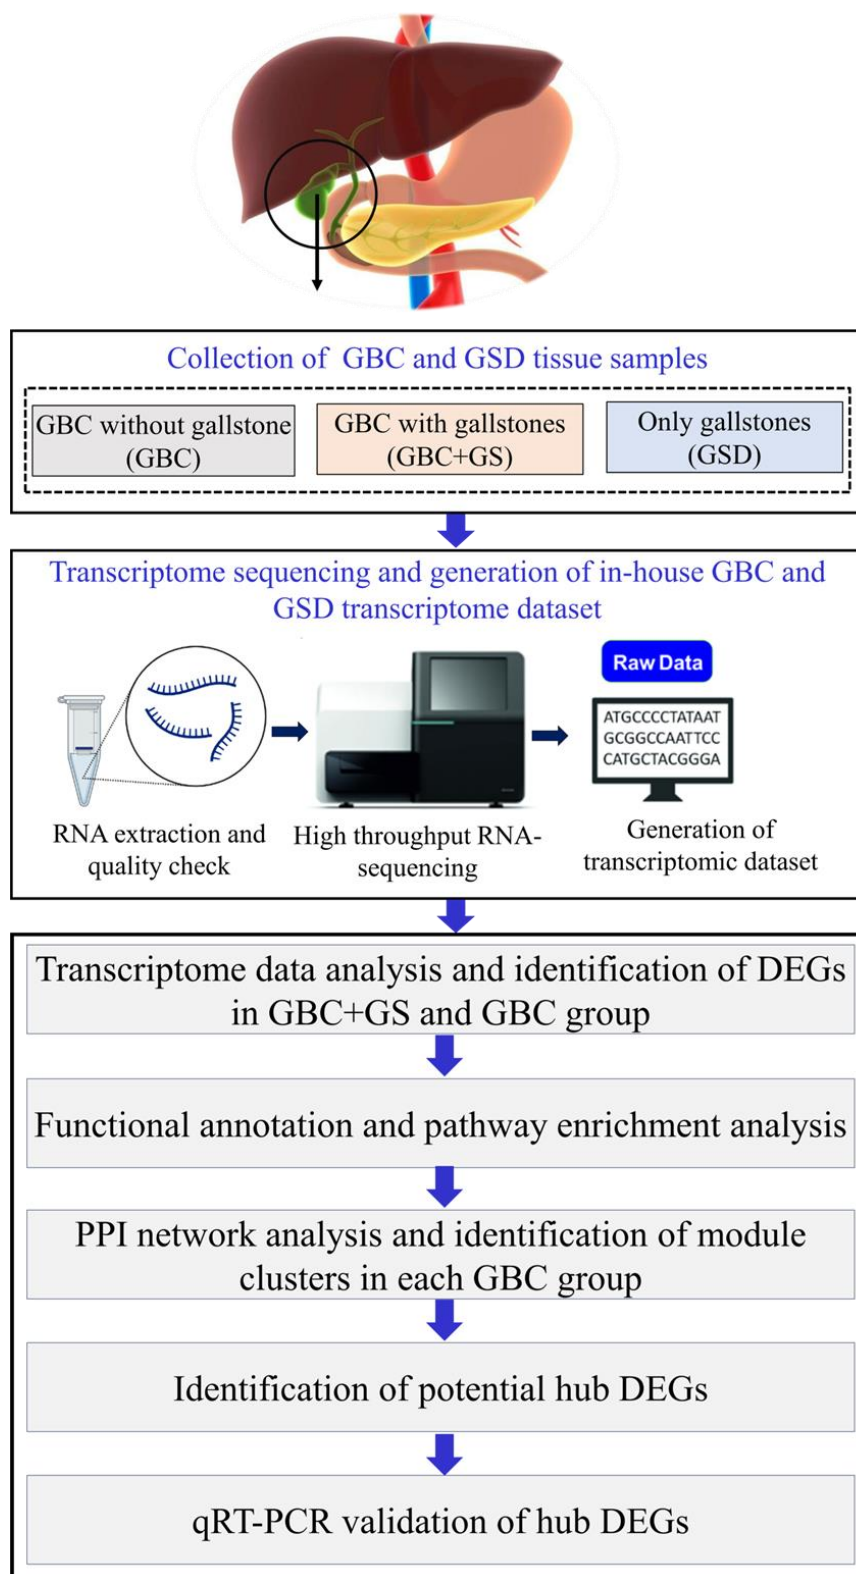 Collection of GBC and GSD tissue samples
GBC without gallstone
(GBC)
GBC with gallstones
(GBC+GS)
Only gallstones
(GSD)
Transcriptome sequencing and generation of in-house GBC and
GSD transcriptome dataset
Raw Data
ATGCCCCTATAAT
GCGGCCAATTCC
CATGCTACGGGA
RNA extraction and
quality check
High throughput RNA-
sequencing
Generation of
transcriptomic dataset
Transcriptome data analysis and identification of DEGs
in GBC+GS and GBC group
Functional annotation and pathway enrichment analysis
PPI network analysis and identification of module
clusters in each GBC group
Identification of potential hub DEGs
qRT-PCR validation of hub DEGs